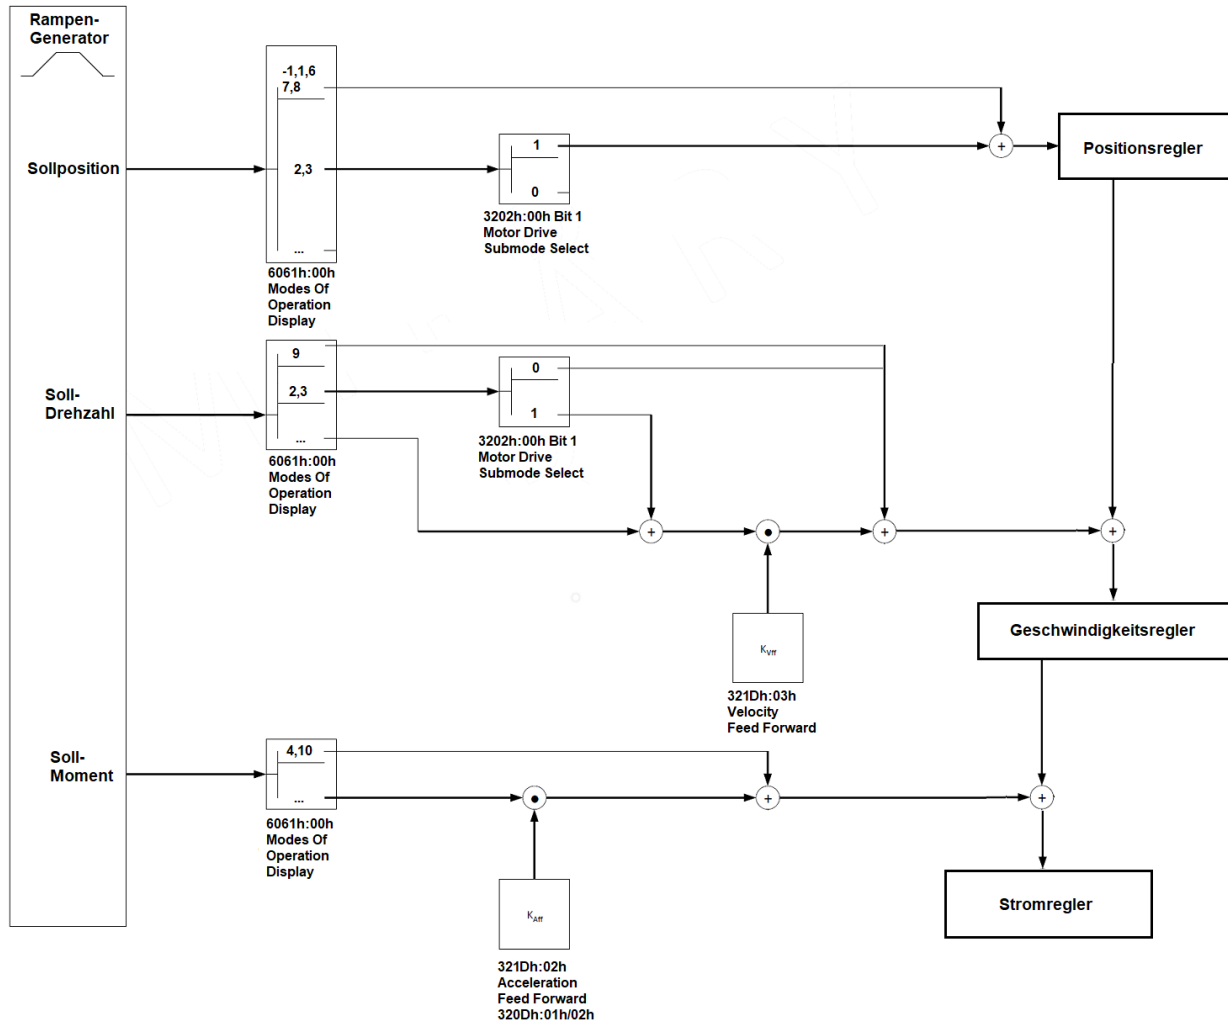 Rampen-
Generator
-1,1,6
7,8
Sollposition
2,3
...
6061h:00h
Modes Of
Operation
Display
1
0
3202h:00h Bit 1
Motor Drive
Submode Select
+
Positionsregler
Soll-
Drehzahl
9
2,3
...
6061h:00h
Modes Of
Operation
Display
0
1
3202h:00h Bit 1
Motor Drive
Submode Select
+
+
+
KVff
321Dh:03h
Velocity
Feed Forward
Geschwindigkeitsregler
Soll-
Moment
4,10
...
6061h:00h
Modes Of
Operation
Display
+
+
KAff
321Dh:02h
Acceleration
Feed Forward
320Dh:01h/02h
Stromregler